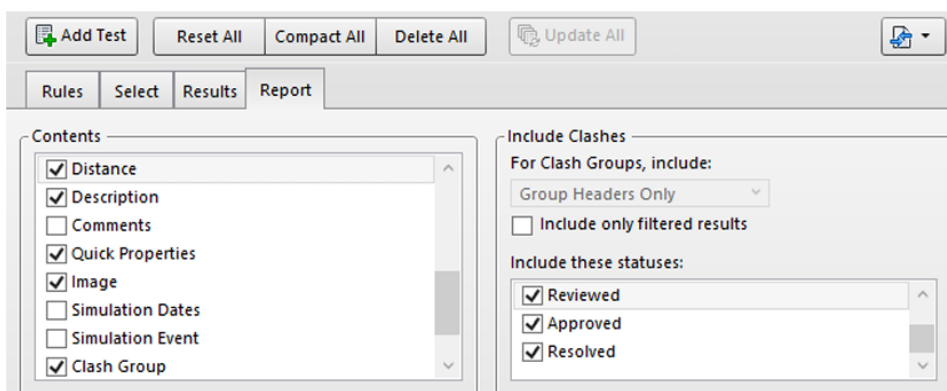 Add Test Reset All Compact All Delete All Update All
Rules Select Results Report
Contents
Distance
Description
Comments
Quick Properties
Image
Simulation Dates
Simulation Event
Clash Group
Include Clashes
For Clash Groups, include:
Group Headers Only
Include only filtered results
Include these statuses:
Reviewed
Approved
Resolved